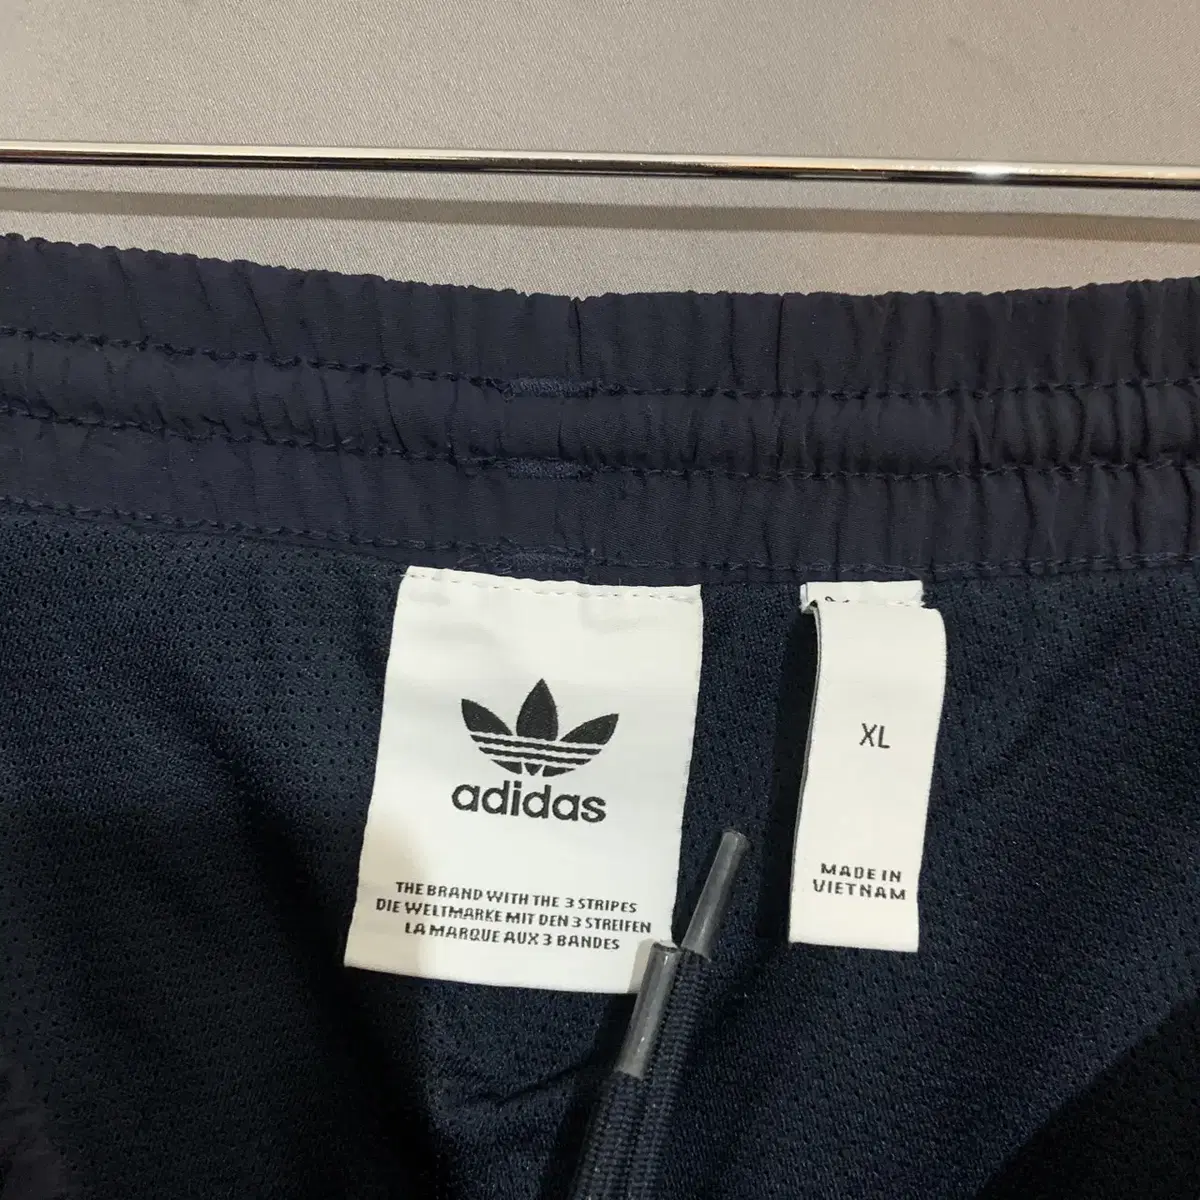 adidas
THE BRAND WITH THE 3 STRIPES
DIE WELTMARKE MIT DEN 3 STREIFEN
LA MARQUE AUX 3 BANDES
XL
MADE IN
VIETNAM